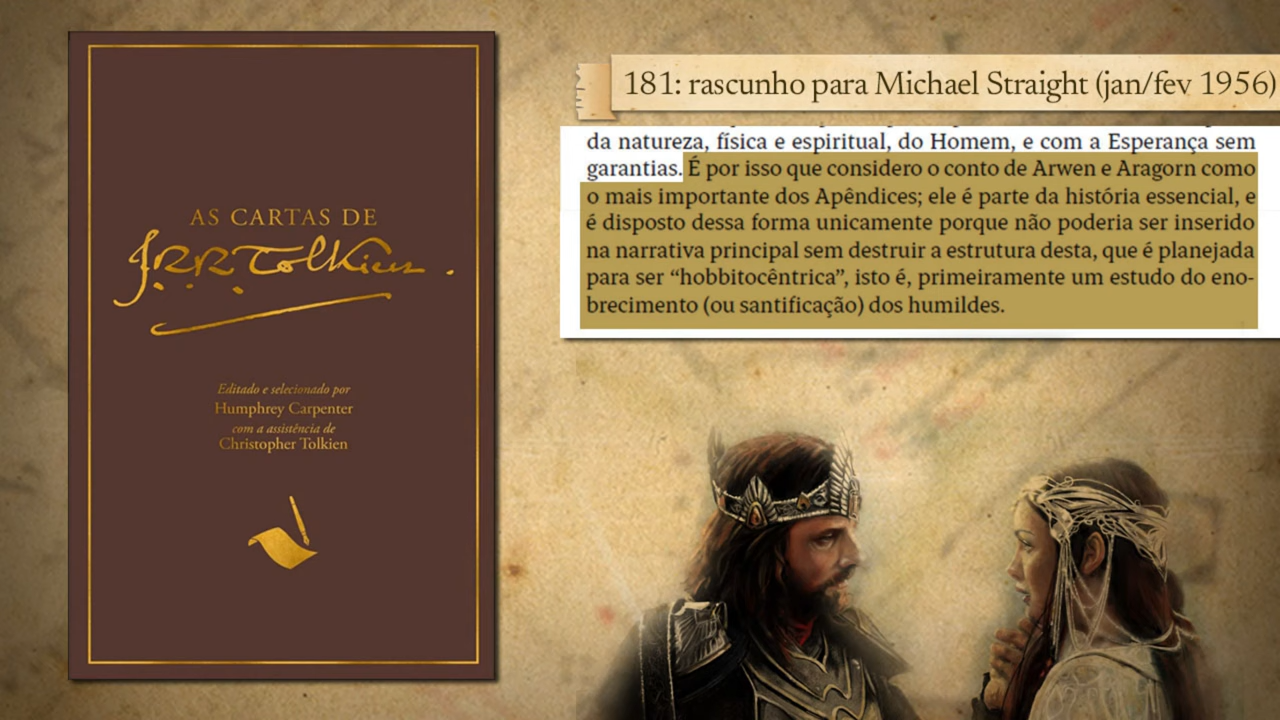 AS CARTAS DE
J.R.R. Tolkien.
Editado e selecionado por
Humphrey Carpenter
com a assistência de
Christopher Tolkien
181: rascunho para Michael Straight (jan/fev 1956)
da natureza, física e espiritual, do Homem, e com a Esperança sem
garantias. É por isso que considero o conto de Arwen e Aragorn como
o mais importante dos Apêndices; ele é parte da história essencial, e
é disposto dessa forma unicamente porque não poderia ser inserido
na narrativa principal sem destruir a estrutura desta, que é planejada
para ser “hobbitocêntrica”, isto é, primeiramente um estudo do eno-
brecimento (ou santificação) dos humildes.